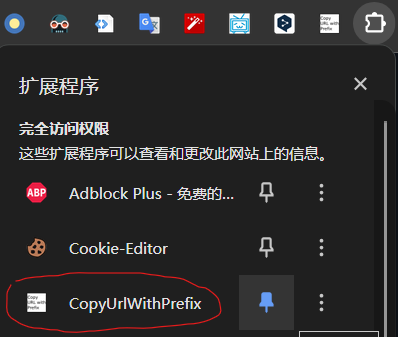 Copy
URL with
Prefix
扩展程序
完全访问权限
这些扩展程序可以查看和更改此网站上的信息。
ABP Adblock Plus - 免费的...
Cookie-Editor
Copy
URL with
Prefix
CopyUrlWithPrefix